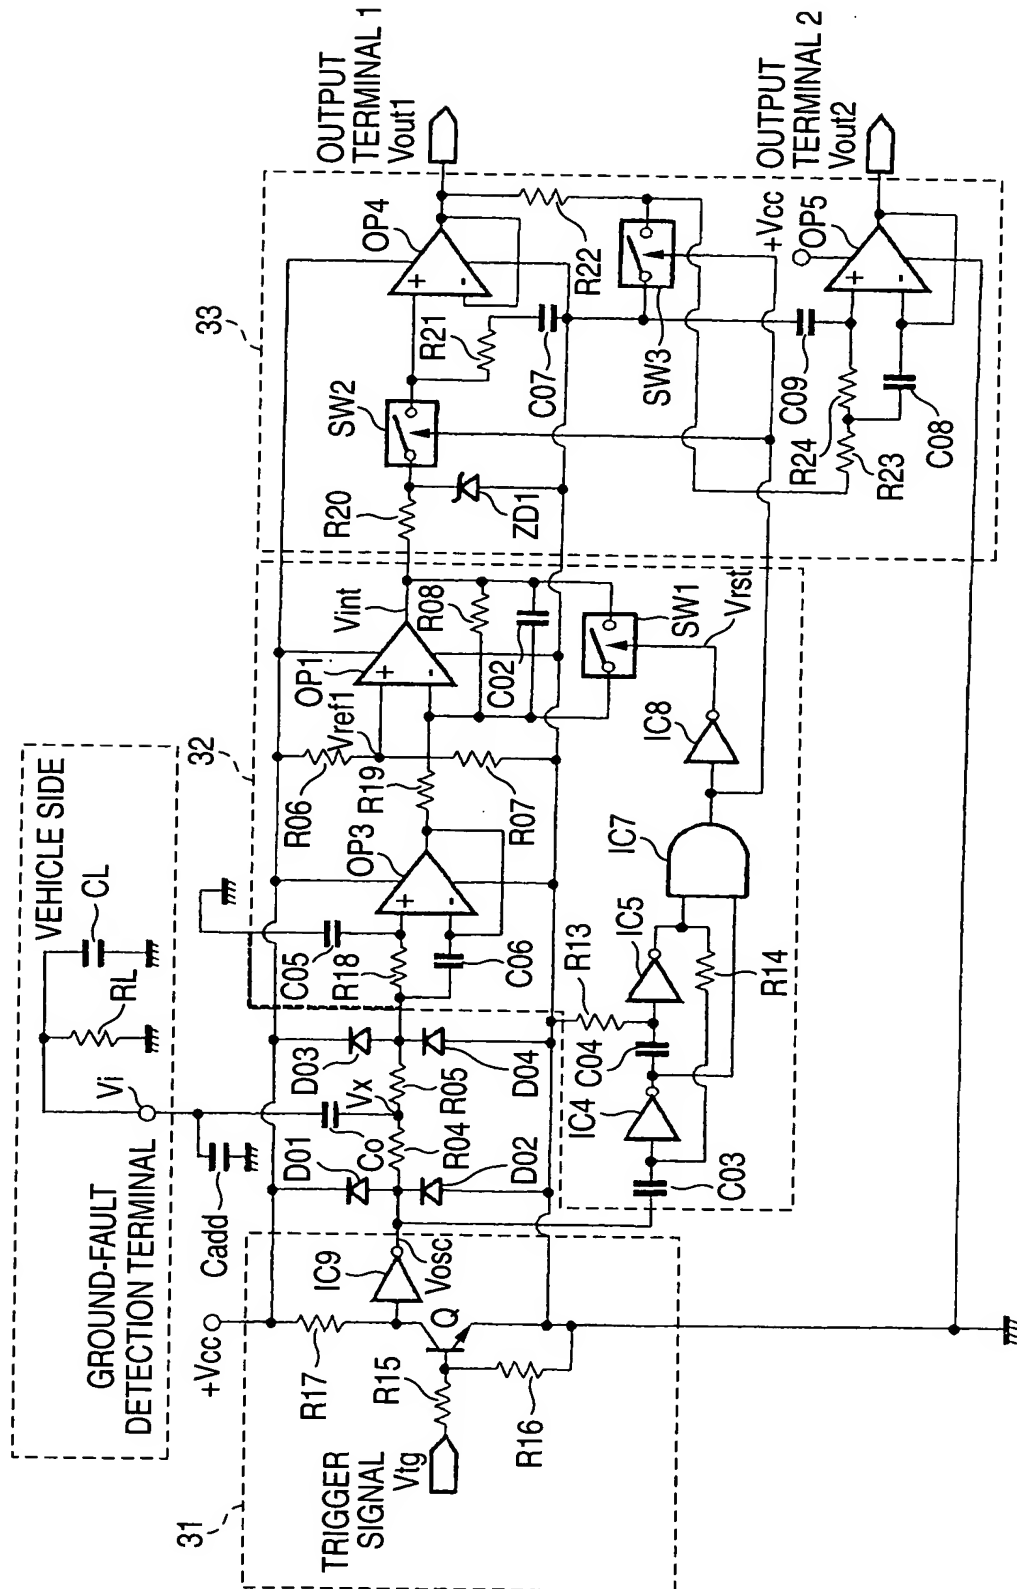 VEHICLE SIDE
GROUND-FAULT
DETECTION TERMINAL
Vi
RL
CL
Cadd
31
32
33
+Vcc
R17
IC9
Q
Vosc
R15
R16
TRIGGER
SIGNAL
Vtg
D01
D02
R04
Co
Vx
R05
D03
D04
C05
R18
C06
OP3
R19
R06
Vref1
R07
OP1
Vint
R08
C02
SW1
Vrst
C03
IC4
C04
R13
IC5
R14
IC7
IC8
R20
ZD1
SW2
R21
C07
OP4
+
-
+
-
+
-
+
-
R22
SW3
C09
R24
R23
C08
+Vcc
OP5
OUTPUT
TERMINAL 1
Vout1
OUTPUT
TERMINAL 2
Vout2